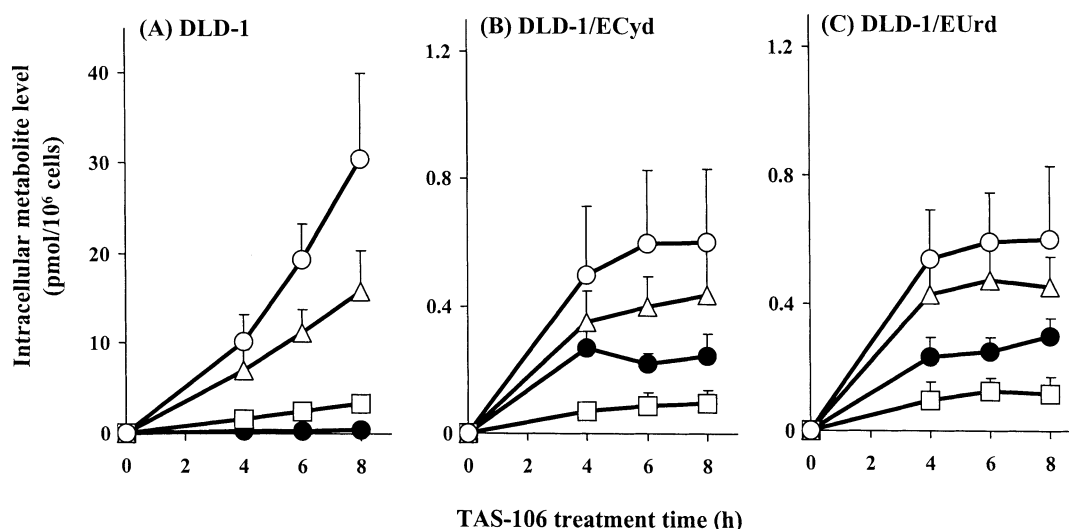 Intracellular metabolite level
(pmol/10⁶ cells)
(A) DLD-1
40
30
20
10
0
0 2 4 6 8
(B) DLD-1/ECyd
1.2
0.8
0.4
0
0 2 4 6 8
(C) DLD-1/EUrd
1.2
0.8
0.4
0
0 2 4 6 8
TAS-106 treatment time (h)